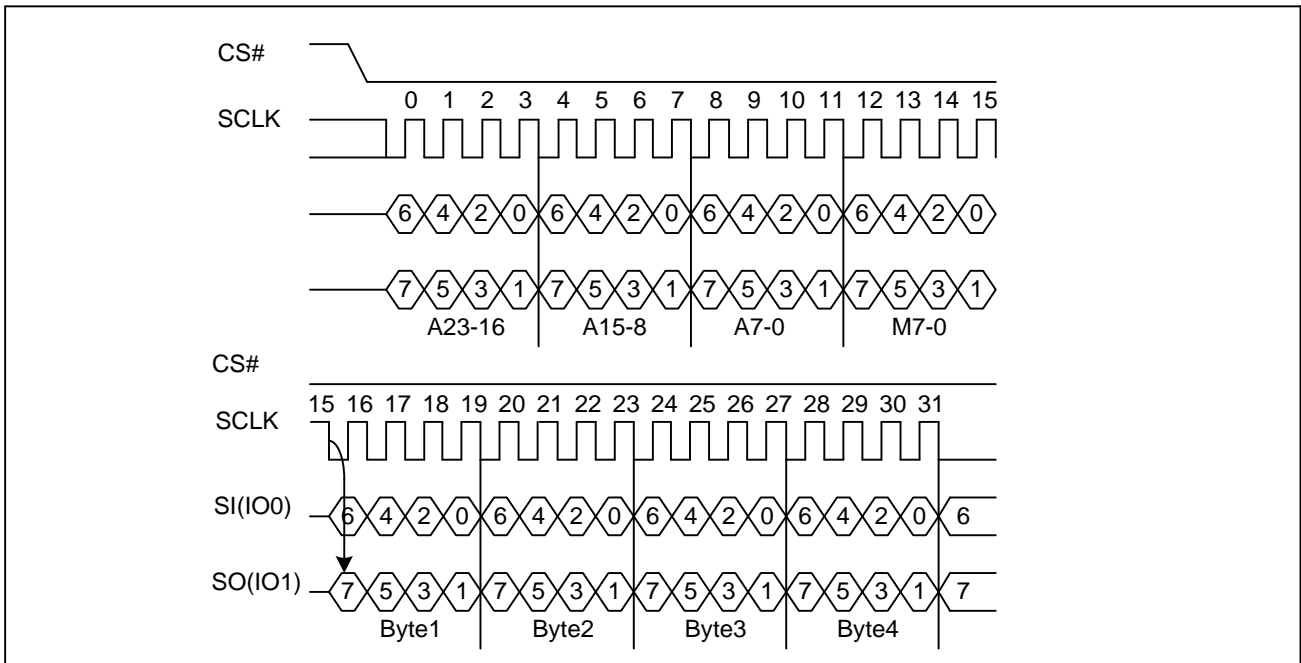 CS#
0 1 2 3 4 5 6 7 8 9 10 11 12 13 14 15
SCLK
6 4 2 0 6 4 2 0 6 4 2 0 6 4 2 0
7 5 3 1 7 5 3 1 7 5 3 1 7 5 3 1
A23-16 A15-8 A7-0 M7-0
CS#
15 16 17 18 19 20 21 22 23 24 25 26 27 28 29 30 31
SCLK
SI(IO0) 6 4 2 0 6 4 2 0 6 4 2 0 6 4 2 0 6
SO(IO1) 7 5 3 1 7 5 3 1 7 5 3 1 7 5 3 1 7
Byte1 Byte2 Byte3 Byte4